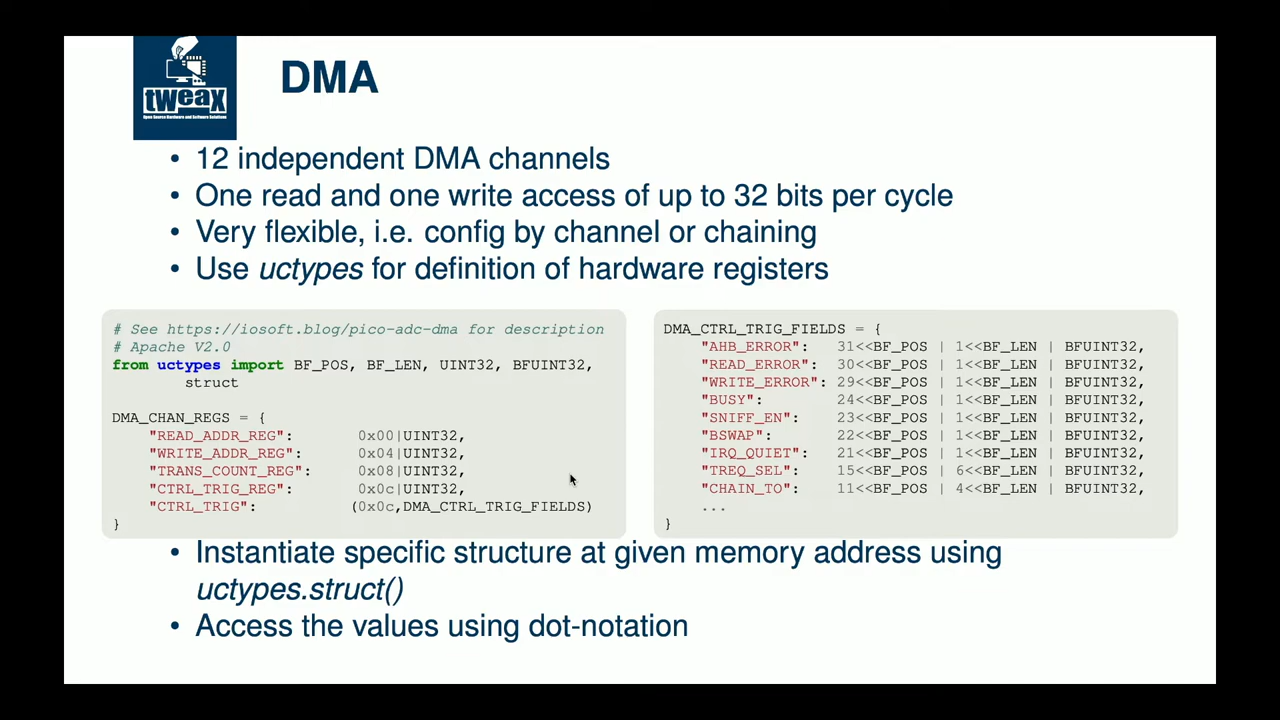 tweax
Open Source Hardware and Software Solutions
DMA
• 12 independent DMA channels
• One read and one write access of up to 32 bits per cycle
• Very flexible, i.e. config by channel or chaining
• Use uctypes for definition of hardware registers
# See https://iosoft.blog/pico-adc-dma for description
# Apache V2.0
from uctypes import BF_POS, BF_LEN, UINT32, BFUINT32,
struct
DMA_CHAN_REGS = {
"READ_ADDR_REG": 0x00|UINT32,
"WRITE_ADDR_REG": 0x04|UINT32,
"TRANS_COUNT_REG": 0x08|UINT32,
"CTRL_TRIG_REG": 0x0c|UINT32,
"CTRL_TRIG": (0x0c,DMA_CTRL_TRIG_FIELDS)
}
DMA_CTRL_TRIG_FIELDS = {
"AHB_ERROR": 31<<BF_POS | 1<<BF_LEN | BFUINT32,
"READ_ERROR": 30<<BF_POS | 1<<BF_LEN | BFUINT32,
"WRITE_ERROR": 29<<BF_POS | 1<<BF_LEN | BFUINT32,
"BUSY": 24<<BF_POS | 1<<BF_LEN | BFUINT32,
"SNIFF_EN": 23<<BF_POS | 1<<BF_LEN | BFUINT32,
"BSWAP": 22<<BF_POS | 1<<BF_LEN | BFUINT32,
"IRQ_QUIET": 21<<BF_POS | 1<<BF_LEN | BFUINT32,
"TREQ_SEL": 15<<BF_POS | 6<<BF_LEN | BFUINT32,
"CHAIN_TO": 11<<BF_POS | 4<<BF_LEN | BFUINT32,
...
}
• Instantiate specific structure at given memory address using
uctypes.struct()
• Access the values using dot-notation